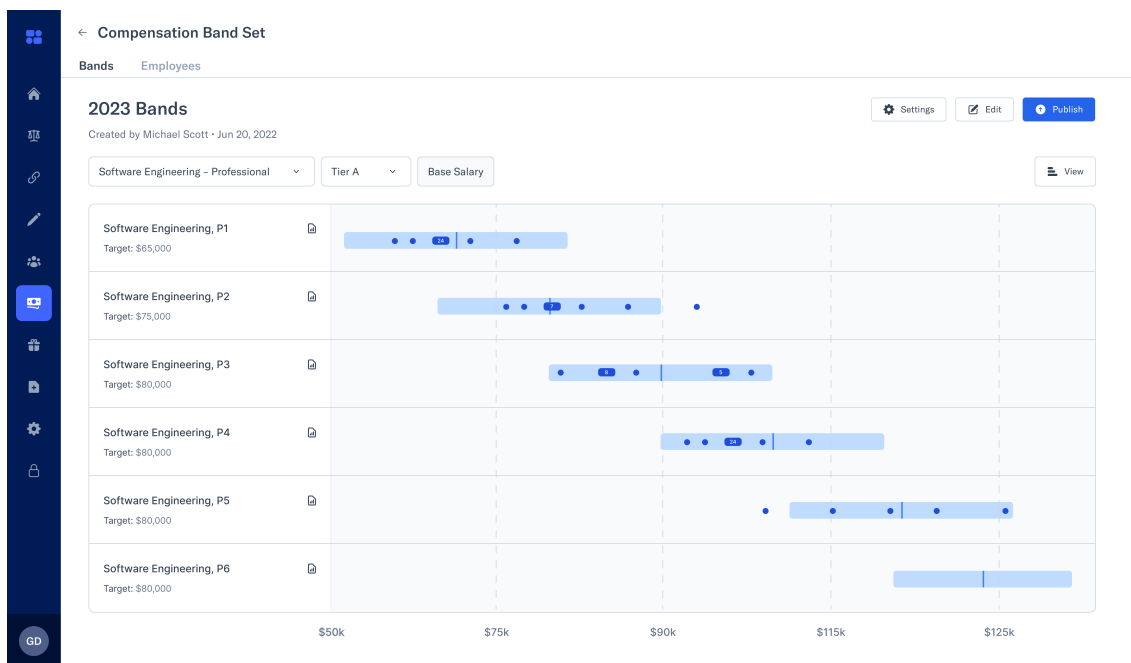 Compensation Band Set
Bands Employees
2023 Bands
Settings Edit Publish
Created by Michael Scott • Jun 20, 2022
Software Engineering – Professional Tier A Base Salary View
Software Engineering, P1
24
Target: $65,000
Software Engineering, P2
7
Target: $75,000
Software Engineering, P3
8 5
Target: $80,000
Software Engineering, P4
24
Target: $80,000
Software Engineering, P5
Target: $80,000
Software Engineering, P6
Target: $80,000
$50k $75k $90k $115k $125k
GD